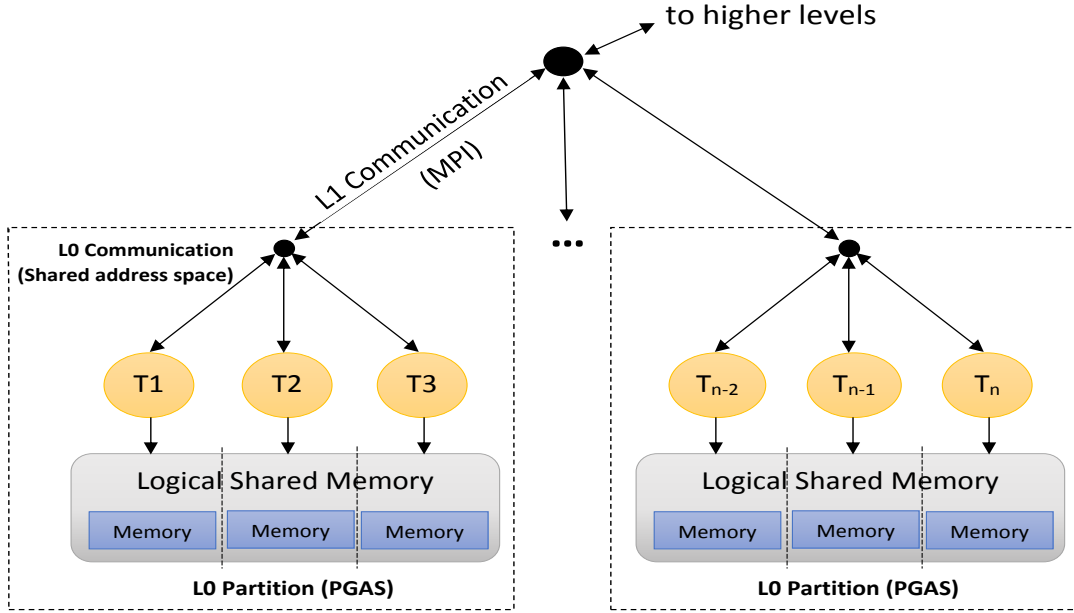 to higher levels
L1 Communication
(MPI)
...
L0 Communication
(Shared address space)
T1 T2 T3
Logical Shared Memory
Memory Memory Memory
L0 Partition (PGAS)
Tn-2 Tn-1 Tn
Logical Shared Memory
Memory Memory Memory
L0 Partition (PGAS)